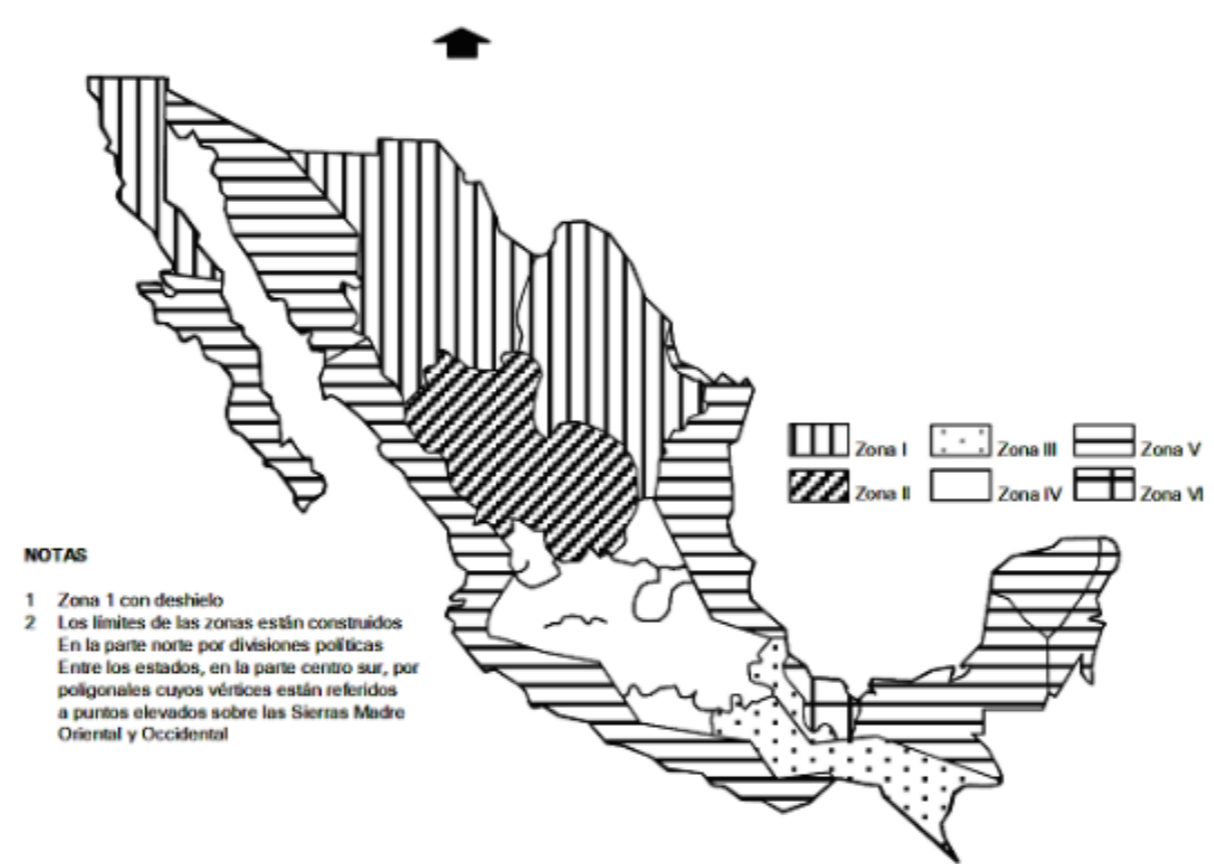 Zona I
Zona III
Zona V
Zona II
Zona IV
Zona VI
NOTAS
1 Zona 1 con deshielo
2 Los límites de las zonas están construidos
En la parte norte por divisiones políticas
Entre los estados, en la parte centro sur, por
poligonales cuyos vértices están referidos
a puntos elevados sobre las Sierras Madre
Oriental y Occidental